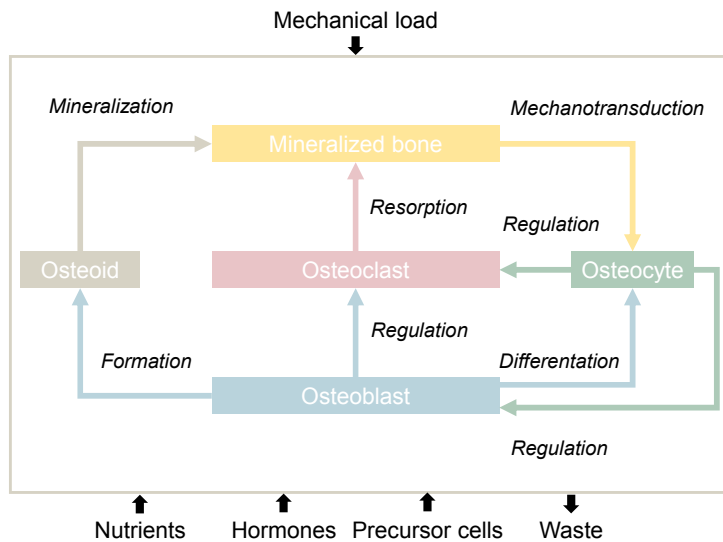 Mechanical load
Mineralization
Mechanotransduction
Mineralized bone
Resorption
Regulation
Osteoid
Osteoclast
Osteocyte
Formation
Regulation
Differentation
Osteoblast
Regulation
Nutrients
Hormones
Precursor cells
Waste